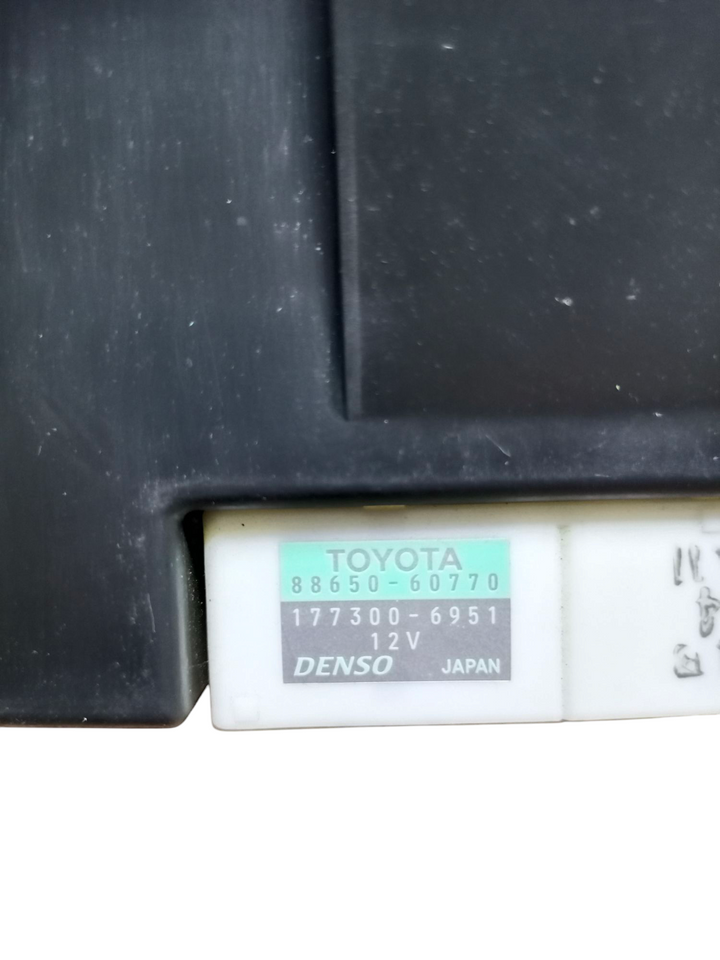 TOYOTA
88650-60770
177300-6951
12V
DENSO JAPAN